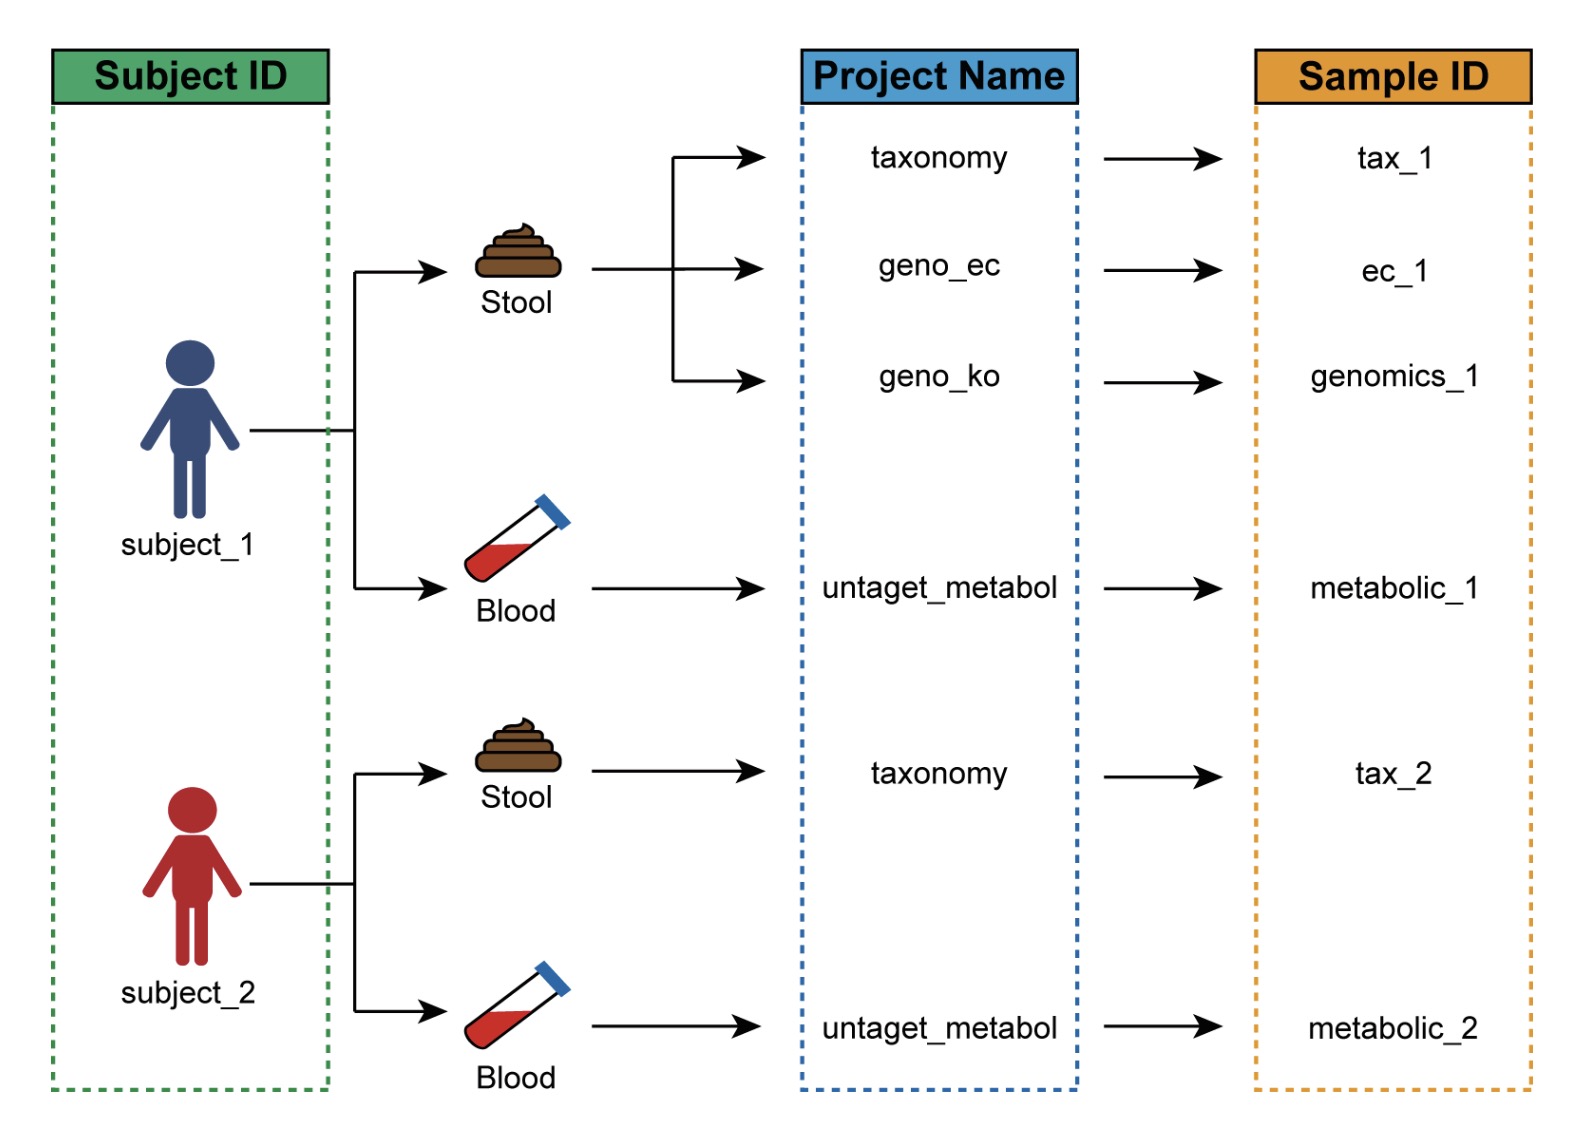 Subject ID
Project Name
Sample ID
taxonomy
tax_1
Stool
geno_ec
ec_1
geno_ko
genomics_1
subject_1
Blood
untaget_metabol
metabolic_1
Stool
taxonomy
tax_2
subject_2
Blood
untaget_metabol
metabolic_2